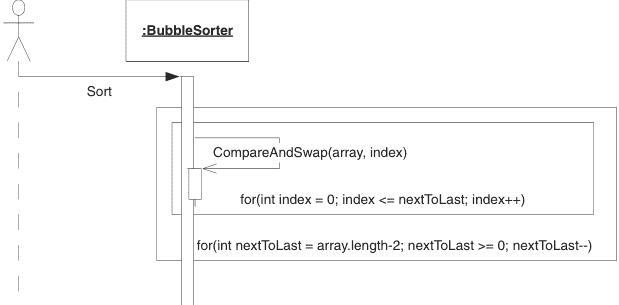 :BubbleSorter
Sort
CompareAndSwap(array, index)
for(int index = 0; index <= nextToLast; index++)
for(int nextToLast = array.length-2; nextToLast >= 0; nextToLast--)